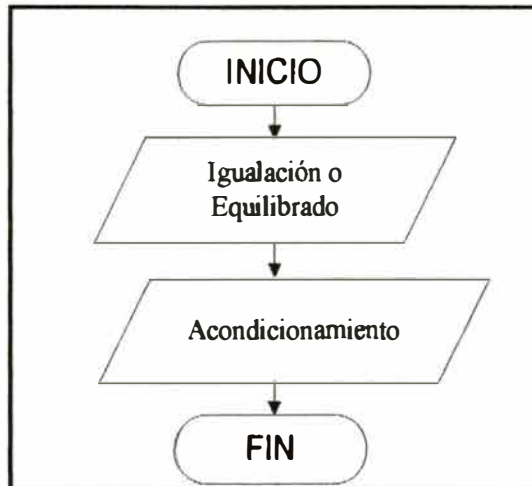 INICIO
Igualación o
Equilibrado
Acondicionamiento
FIN